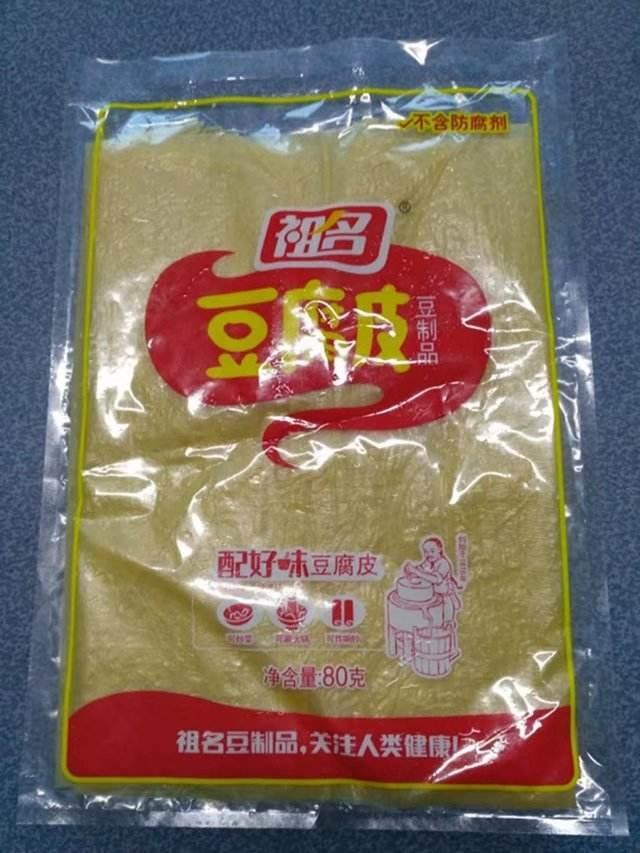 ✓不含防腐剂
祖名®
豆腐皮
豆制品
配好味豆腐皮
净含量:80克
祖名豆制品,关注人类健康!